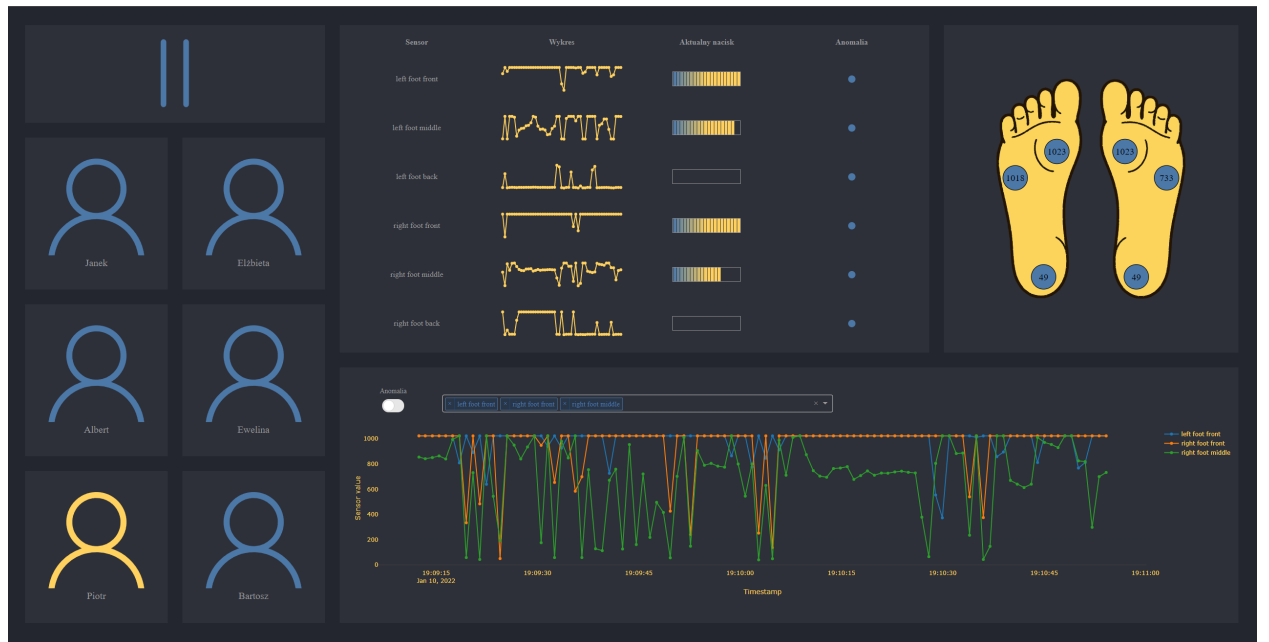 Janek
Elżbieta
Albert
Ewelina
Piotr
Bartosz
Sensor Wykres Aktualny nacisk Anomalia
left foot front
left foot middle
left foot back
right foot front
right foot middle
right foot back
1023 1023
1018 733
49 49
Anomalia
× left foot front × right foot front × right foot middle ×
left foot front
right foot front
right foot middle
Sensor value
1000
800
600
400
200
0
19:09:15 19:09:30 19:09:45 19:10:00 19:10:15 19:10:30 19:10:45 19:11:00
Jan 10, 2022
Timestamp